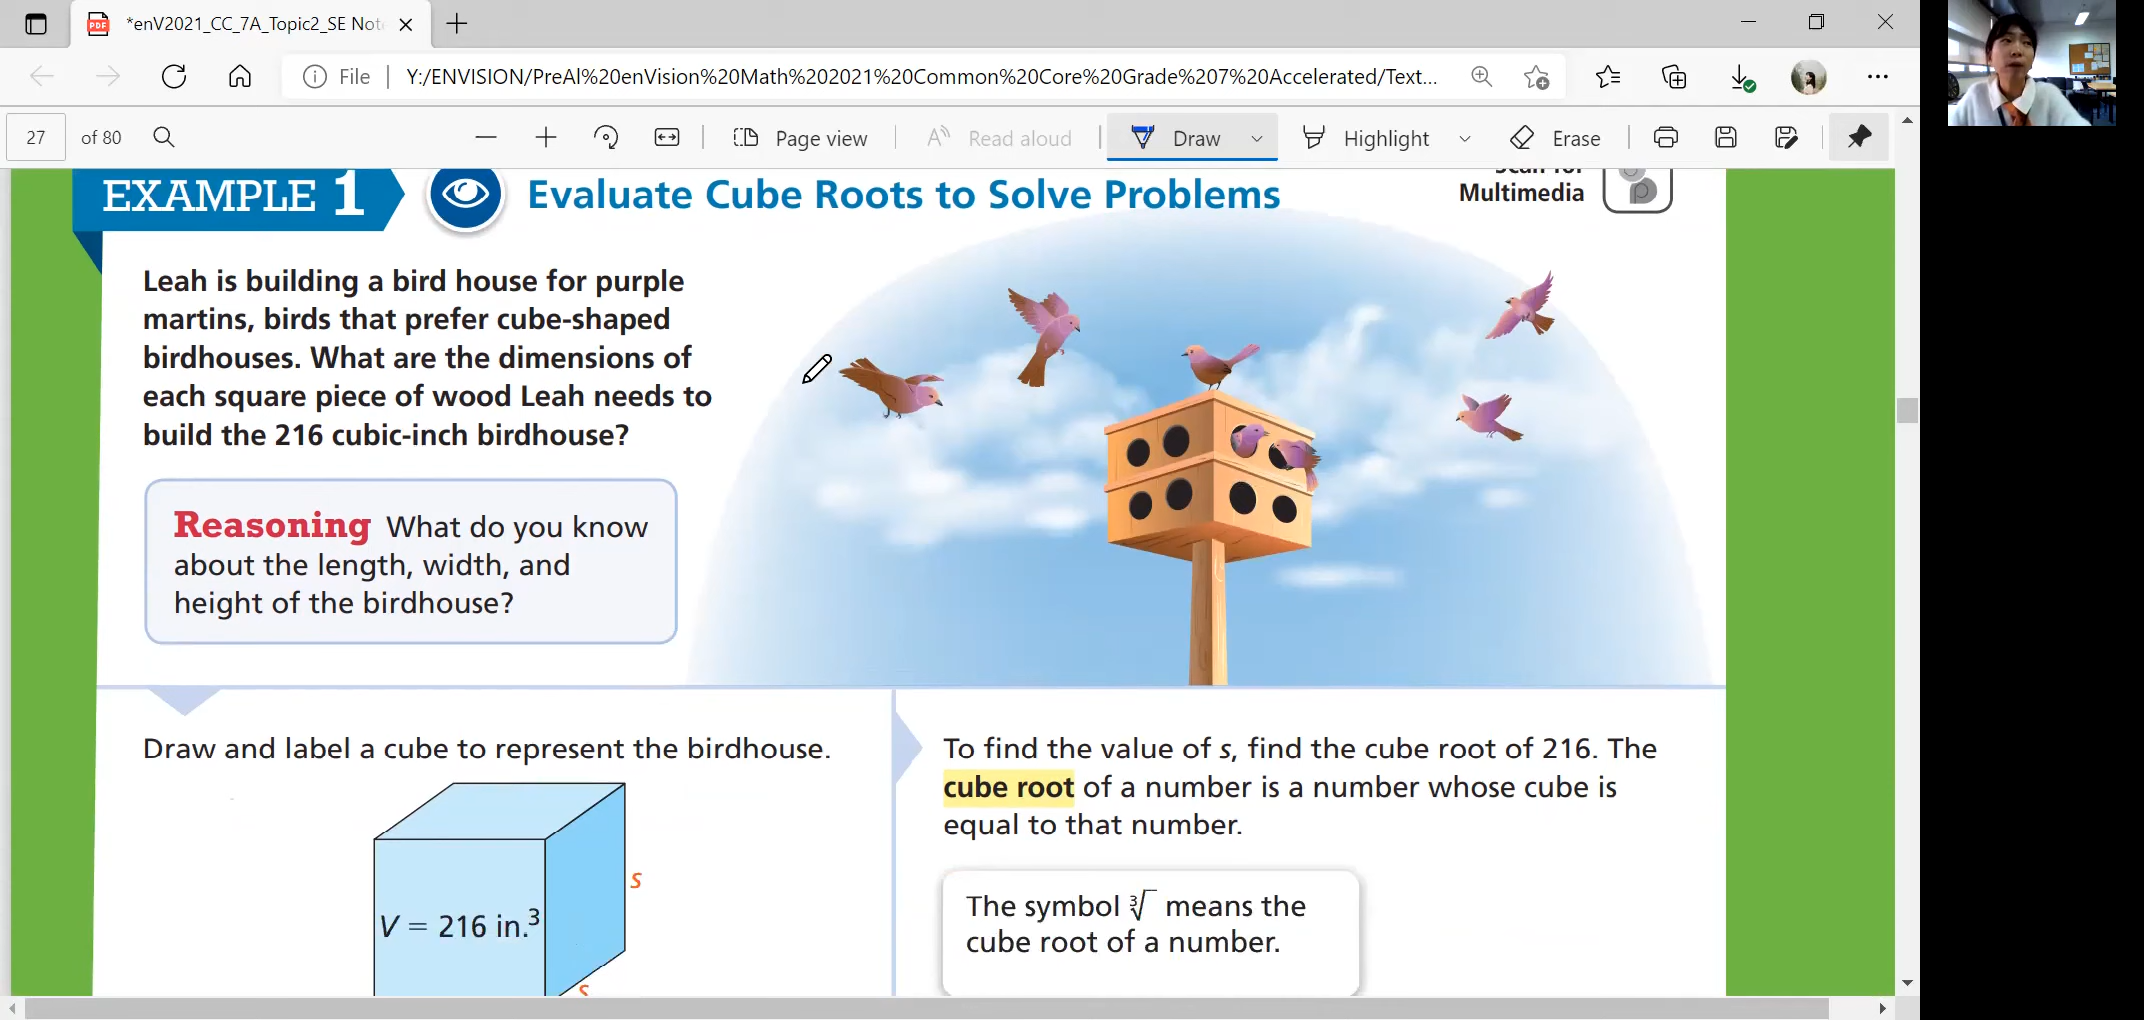 *enV2021_CC_7A_Topic2_SE Note
File
Y:/ENVISION/PreAl%20enVision%20Math%202021%20Common%20Core%20Grade%207%20Accelerated/Text...
27 of 80
Page view
Read aloud
Draw
Highlight
Erase
EXAMPLE 1
Evaluate Cube Roots to Solve Problems
Scan for
Multimedia
Leah is building a bird house for purple
martins, birds that prefer cube-shaped
birdhouses. What are the dimensions of
each square piece of wood Leah needs to
build the 216 cubic-inch birdhouse?
Reasoning What do you know
about the length, width, and
height of the birdhouse?
Draw and label a cube to represent the birdhouse.
V = 216 in.³
s
s
To find the value of s, find the cube root of 216. The
cube root of a number is a number whose cube is
equal to that number.
The symbol ∛ means the
cube root of a number.